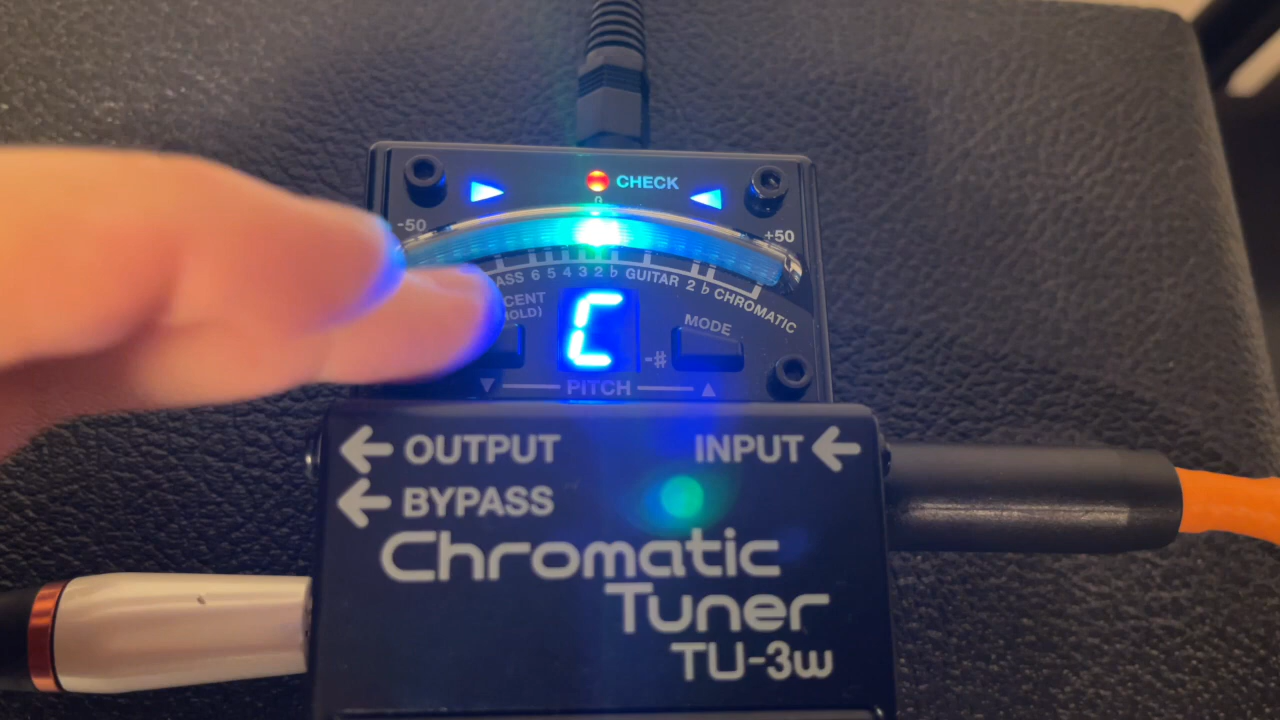 CHECK
0
-50 +50
ASS 6 5 4 3 2 ♭ GUITAR 2 ♭ CHROMATIC
CENT
HOLD)
C
MODE
-#
▼ PITCH ▲
← OUTPUT INPUT ←
← BYPASS
Chromatic
Tuner
TU-3w